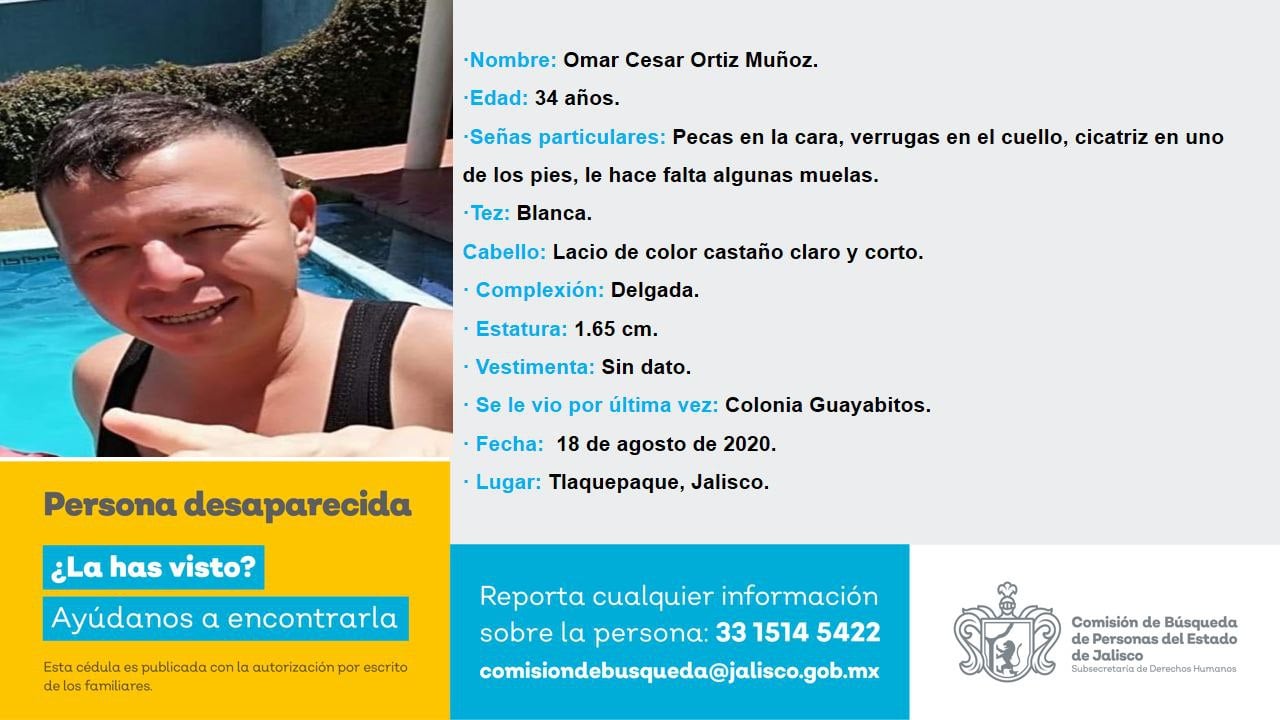 ·Nombre: Omar Cesar Ortiz Muñoz.
·Edad: 34 años.
·Señas particulares: Pecas en la cara, verrugas en el cuello, cicatriz en uno
de los pies, le hace falta algunas muelas.
·Tez: Blanca.
Cabello: Lacio de color castaño claro y corto.
· Complexión: Delgada.
· Estatura: 1.65 cm.
· Vestimenta: Sin dato.
· Se le vio por última vez: Colonia Guayabitos.
· Fecha: 18 de agosto de 2020.
· Lugar: Tlaquepaque, Jalisco.
Persona desaparecida
¿La has visto?
Ayúdanos a encontrarla
Esta cédula es publicada con la autorización por escrito
de los familiares.
Reporta cualquier información
sobre la persona: 33 1514 5422
comisiondebusqueda@jalisco.gob.mx
Comisión de Búsqueda
de Personas del Estado
de Jalisco
Subsecretaría de Derechos Humanos